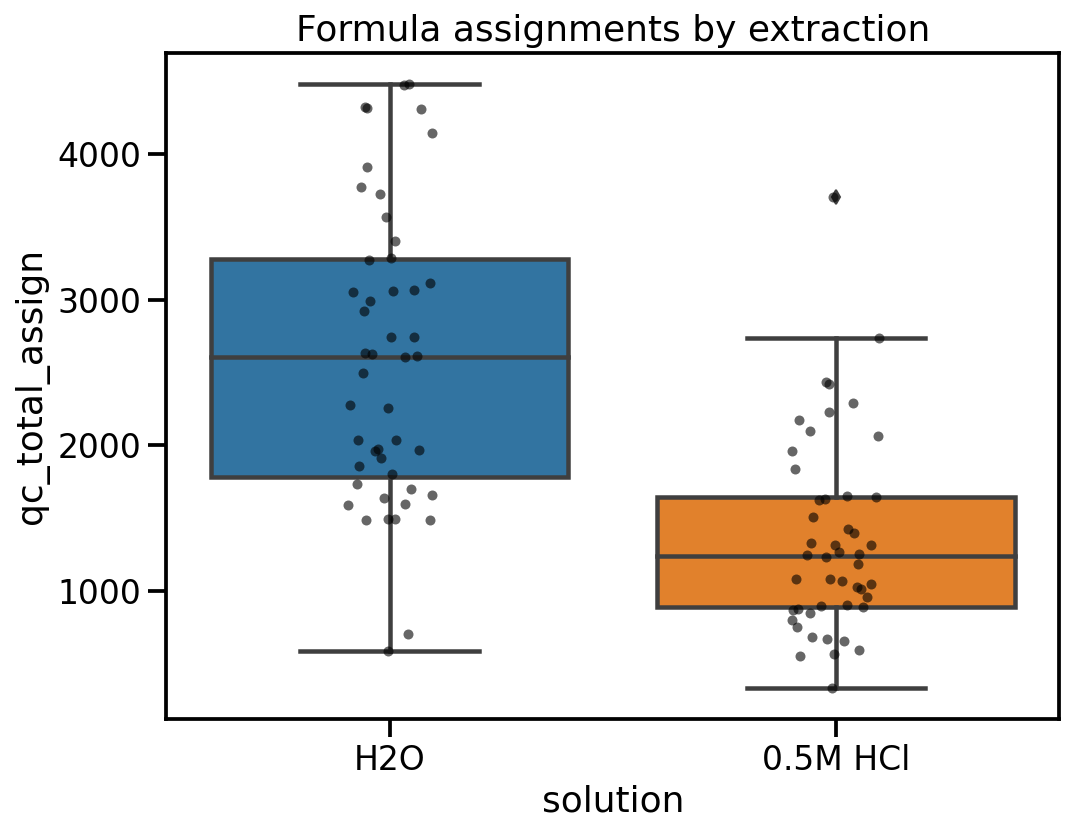 Formula assignments by extraction
qc_total_assign
4000
3000
2000
1000
H2O
0.5M HCl
solution